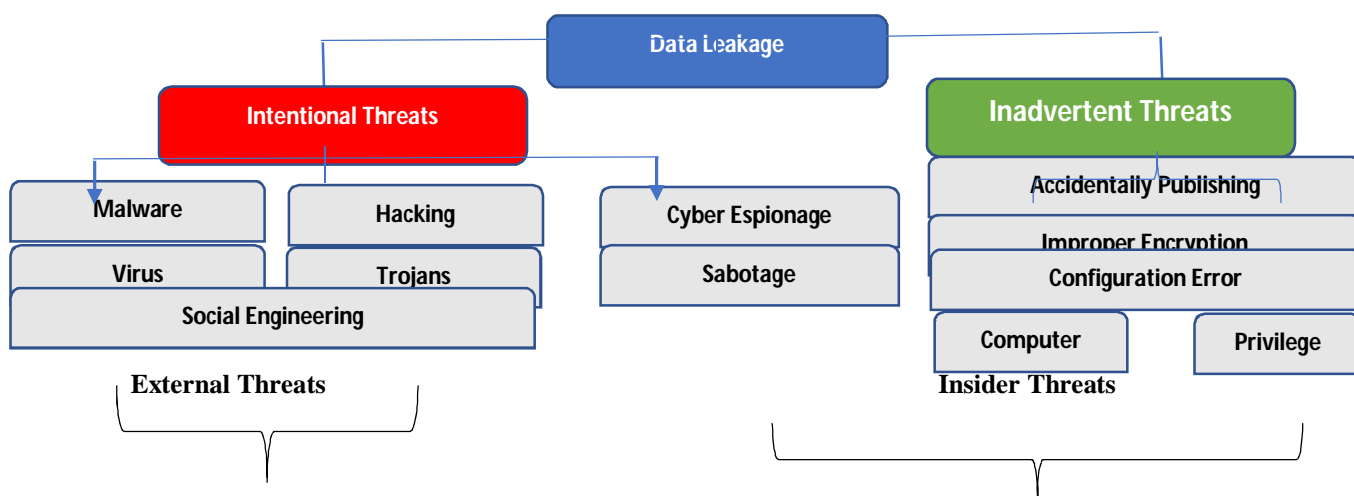 Data Leakage
Intentional Threats
Inadvertent Threats
Malware
Hacking
Cyber Espionage
Accidentally Publishing
Virus
Trojans
Sabotage
Improper Encryption
Configuration Error
Social Engineering
Computer
Privilege
External Threats
Insider Threats